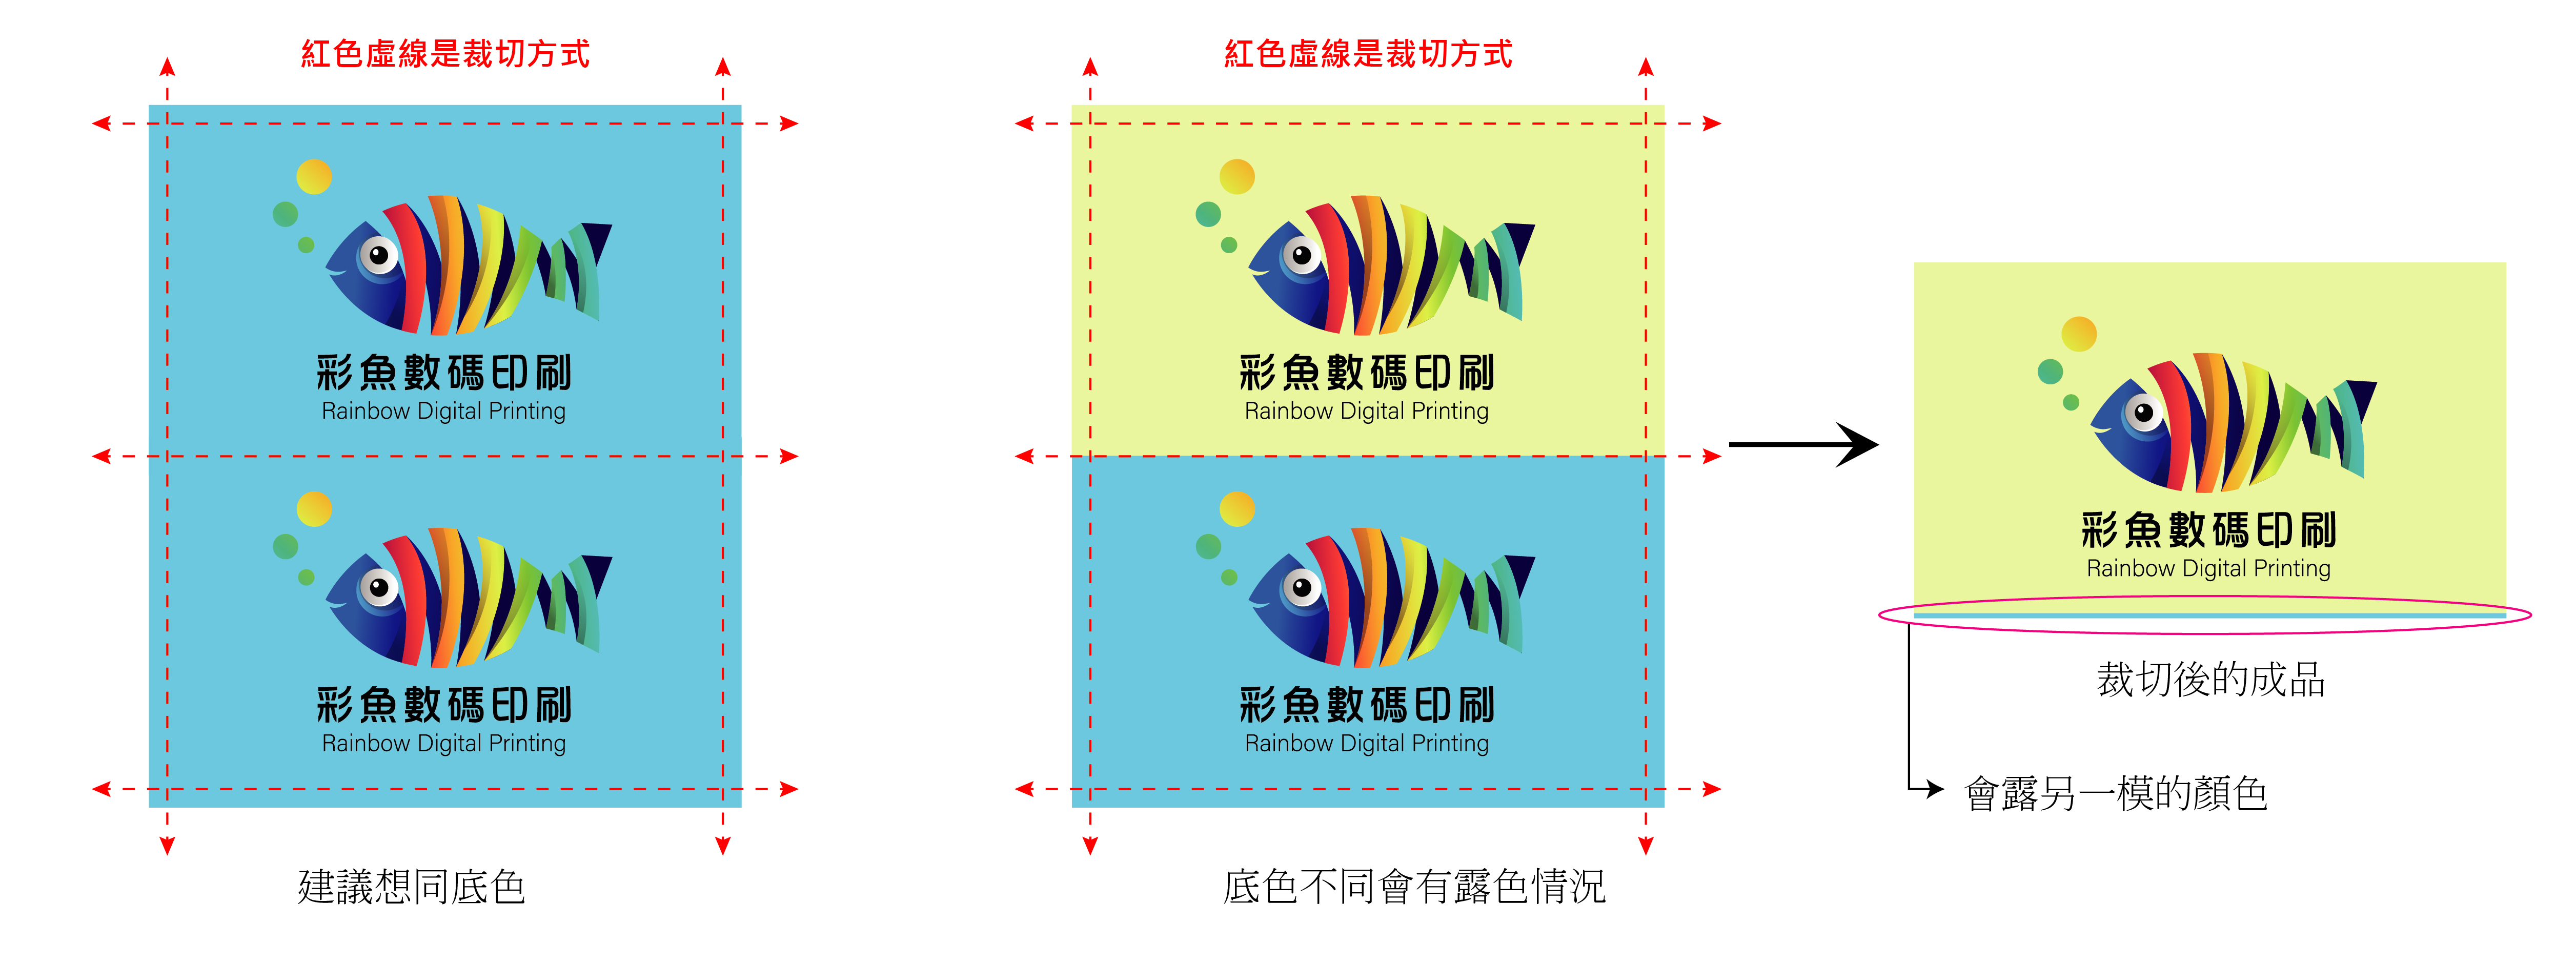 紅色虛線是裁切方式
彩魚數碼印刷
Rainbow Digital Printing
彩魚數碼印刷
Rainbow Digital Printing
建議想同底色
紅色虛線是裁切方式
彩魚數碼印刷
Rainbow Digital Printing
彩魚數碼印刷
Rainbow Digital Printing
底色不同會有露色情況
彩魚數碼印刷
Rainbow Digital Printing
裁切後的成品
會露另一模的顏色